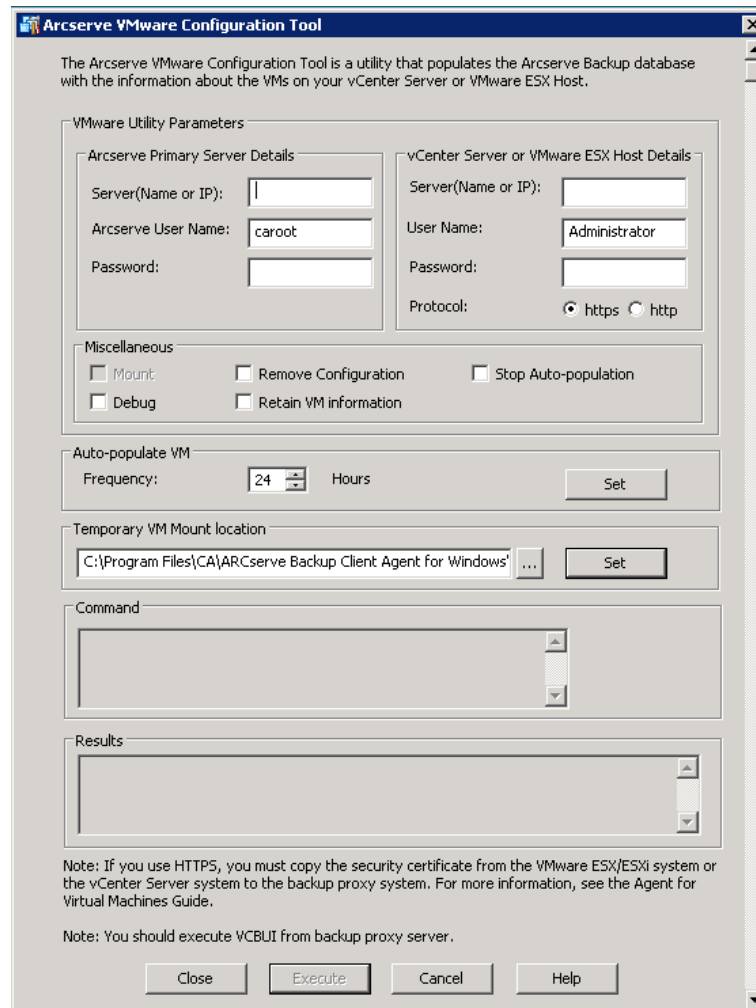 Arcserve VMware Configuration Tool
The Arcserve VMware Configuration Tool is a utility that populates the Arcserve Backup database
with the information about the VMs on your vCenter Server or VMware ESX Host.
VMware Utility Parameters
Arcserve Primary Server Details
Server(Name or IP):
Arcserve User Name: caroot
Password:
vCenter Server or VMware ESX Host Details
Server(Name or IP):
User Name: Administrator
Password:
Protocol: https http
Miscellaneous
Mount Remove Configuration Stop Auto-population
Debug Retain VM information
Auto-populate VM
Frequency: 24 Hours Set
Temporary VM Mount location
C:\Program Files\CA\ARCserve Backup Client Agent for Windows' ... Set
Command
Results
Note: If you use HTTPS, you must copy the security certificate from the VMware ESX/ESXi system or
the vCenter Server system to the backup proxy system. For more information, see the Agent for
Virtual Machines Guide.
Note: You should execute VCBUI from backup proxy server.
Close Execute Cancel Help